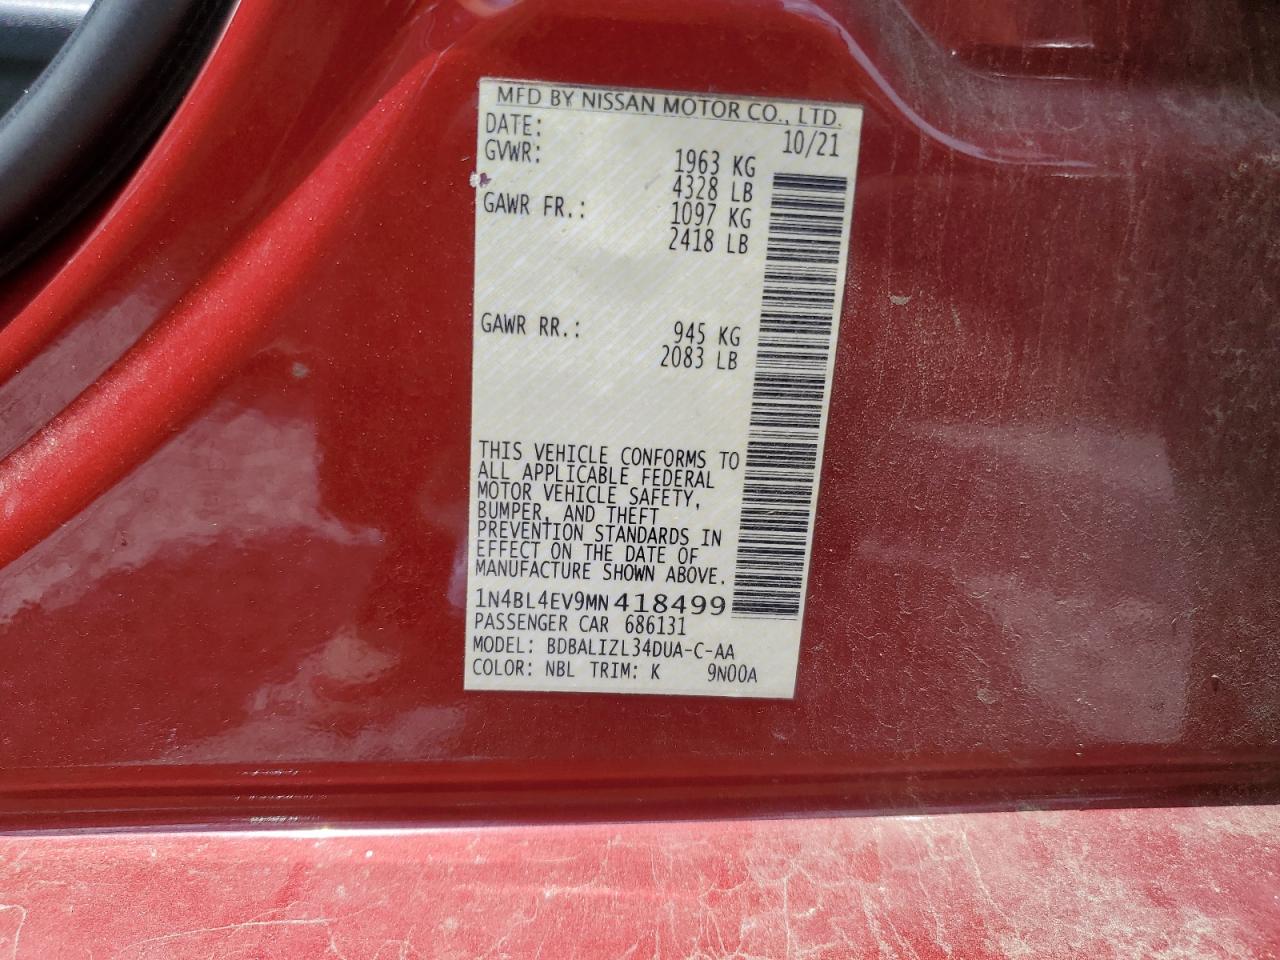 MFD BY NISSAN MOTOR CO., LTD.
DATE: 10/21
GVWR: 1963 KG
4328 LB
GAWR FR.: 1097 KG
2418 LB
GAWR RR.: 945 KG
2083 LB
THIS VEHICLE CONFORMS TO
ALL APPLICABLE FEDERAL
MOTOR VEHICLE SAFETY,
BUMPER, AND THEFT
PREVENTION STANDARDS IN
EFFECT ON THE DATE OF
MANUFACTURE SHOWN ABOVE.
1N4BL4EV9MN418499
PASSENGER CAR 686131
MODEL: BDBALIZL34DUA-C-AA
COLOR: NBL TRIM: K 9N00A